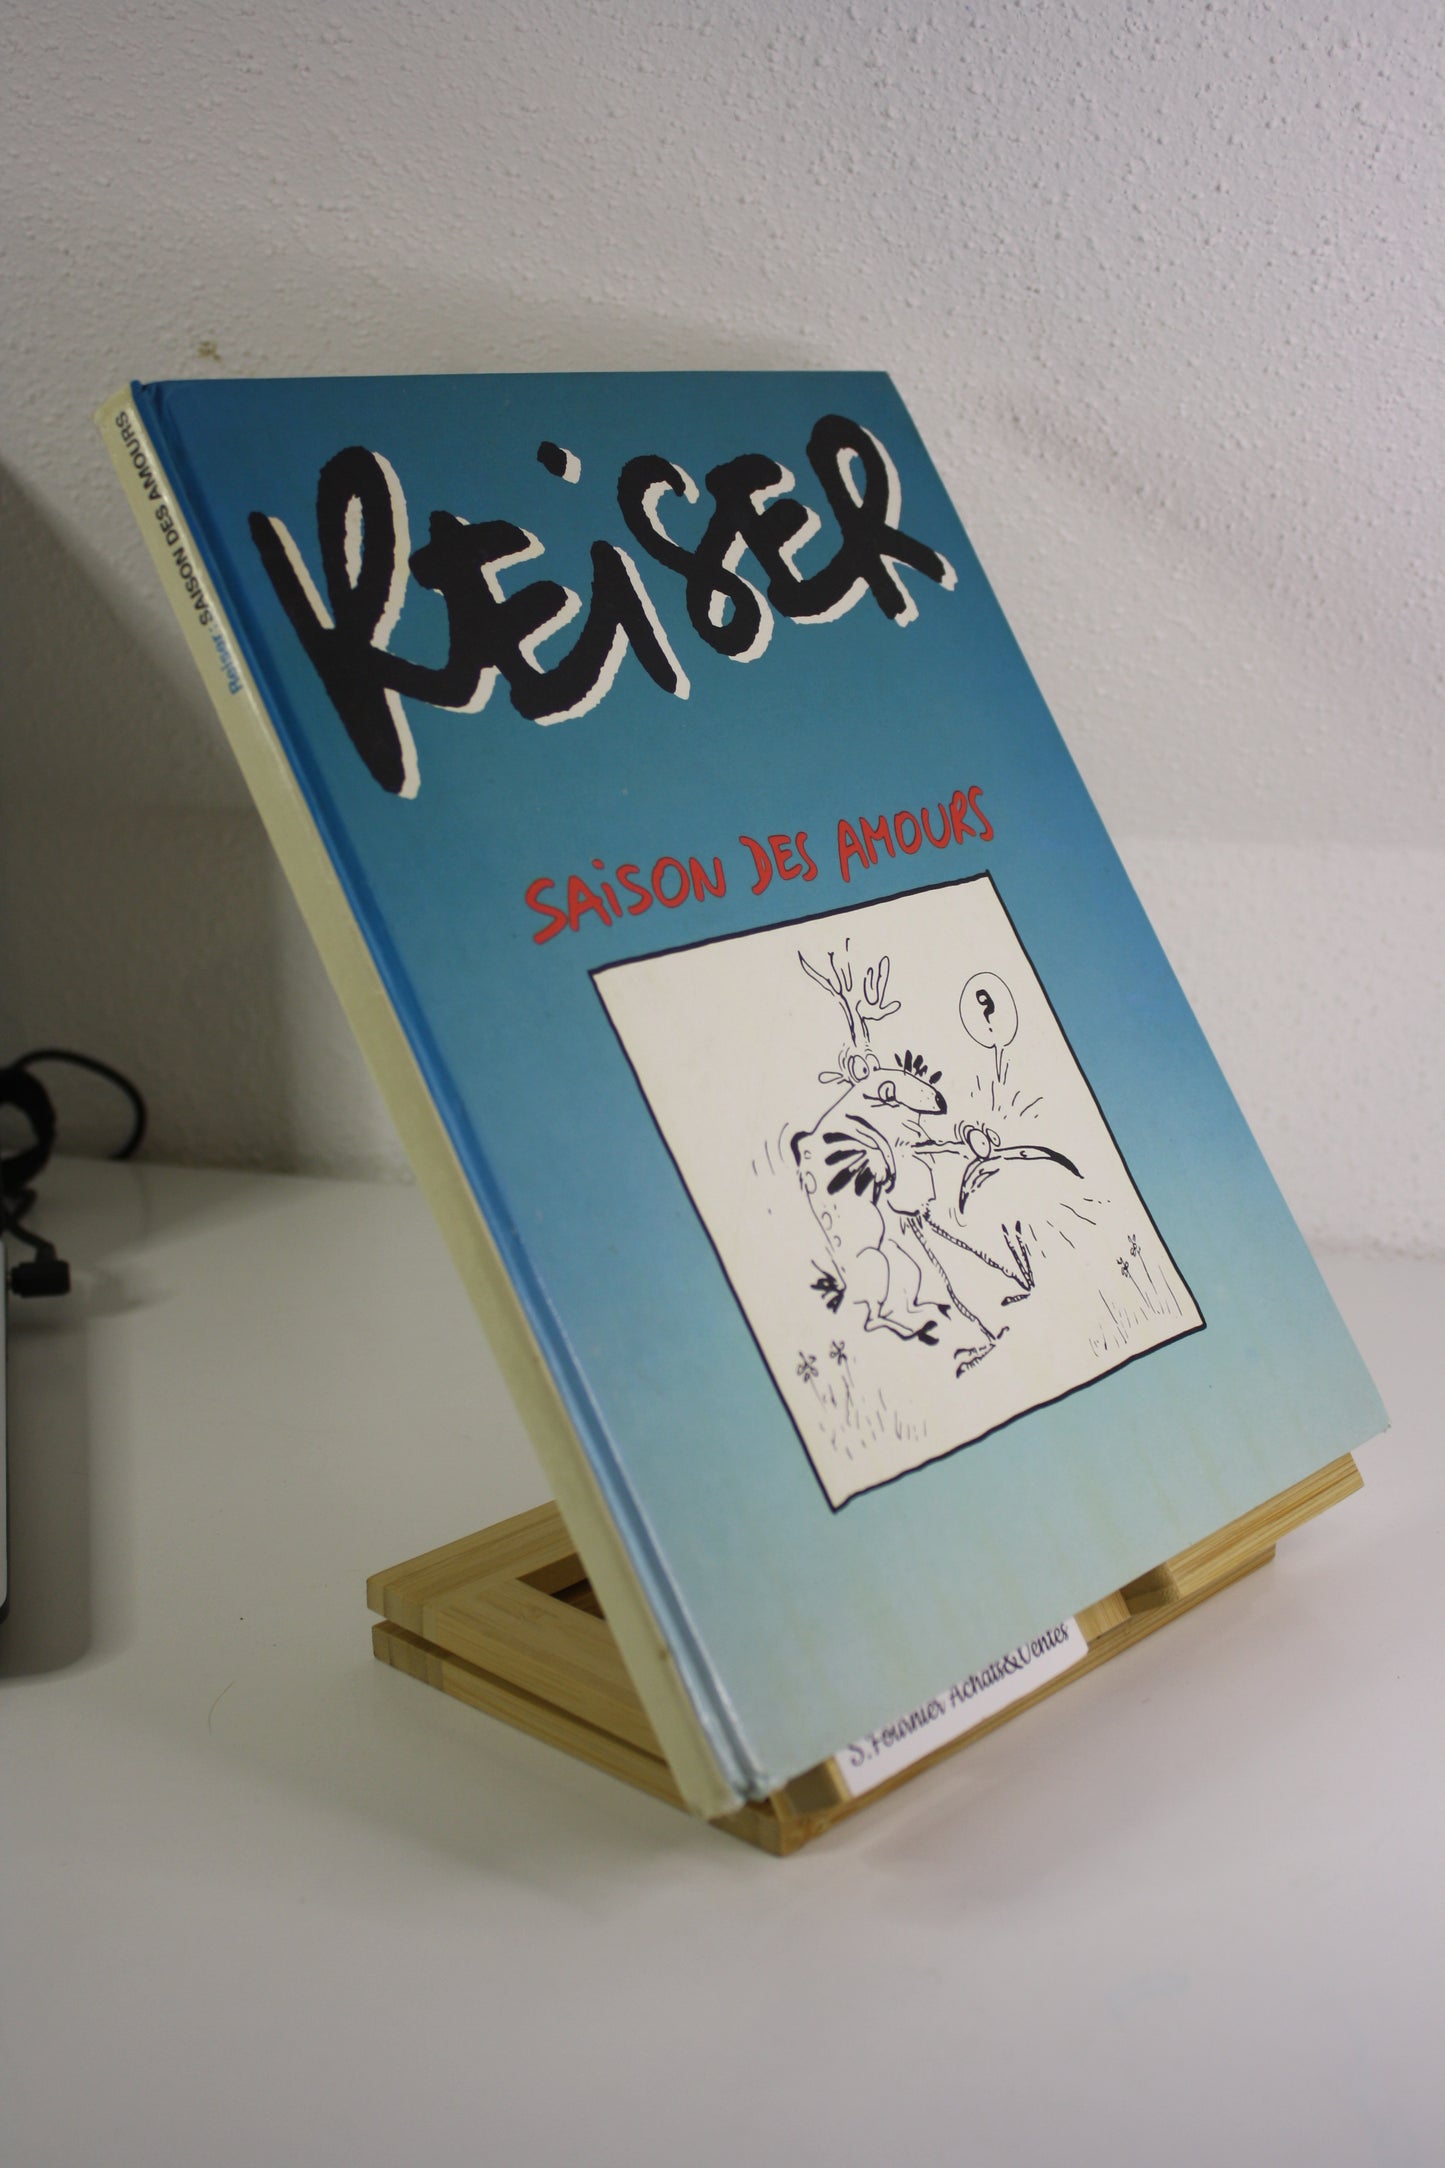 REiSER
SAiSON DES AMOURS
?
Reiser: SAISON DES AMOURS
S. Fournier Achats&Ventes